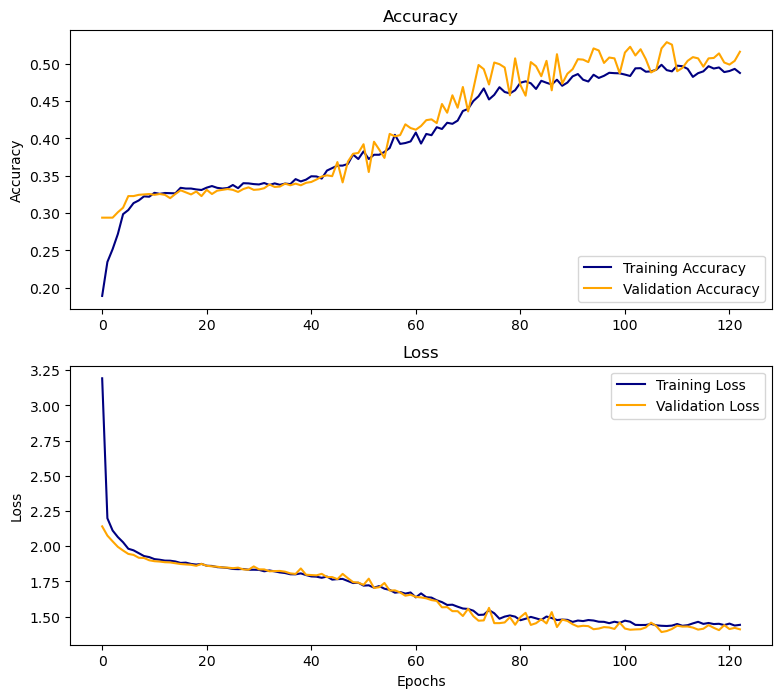 Accuracy
0.50
0.45
0.40
0.35
0.30
0.25
0.20
Accuracy
Training Accuracy
Validation Accuracy
0 20 40 60 80 100 120
Loss
3.25
3.00
2.75
2.50
2.25
2.00
1.75
1.50
Loss
Training Loss
Validation Loss
0 20 40 60 80 100 120
Epochs